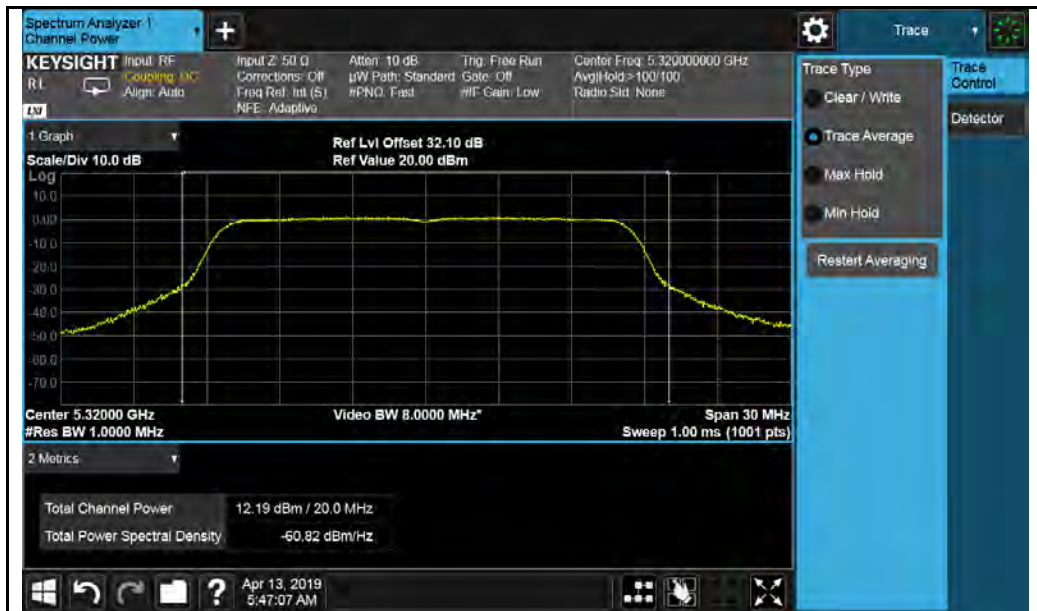 Spectrum Analyzer 1
Channel Power
+
Trace
KEYSIGHT
Input: RF
Coupling: DC
Align: Auto
Input Z: 50 Ω
Corrections: Off
Freq Ref: Int (S)
NFE: Adaptive
Atten: 10 dB
µW Path: Standard
#PNO: Fast
Trig: Free Run
Gate: Off
#IF Gain: Low
Center Freq: 5.320000000 GHz
Avg|Hold:>100/100
Radio Std: None
R L
LXI
1 Graph
Scale/Div 10.0 dB
Ref Lvl Offset 32.10 dB
Ref Value 20.00 dBm
Log
10.0
0.00
-10.0
-20.0
-30.0
-40.0
-50.0
-60.0
-70.0
Center 5.32000 GHz
#Res BW 1.0000 MHz
Video BW 8.0000 MHz*
Span 30 MHz
Sweep 1.00 ms (1001 pts)
2 Metrics
Total Channel Power
12.19 dBm / 20.0 MHz
Total Power Spectral Density
-60.82 dBm/Hz
?
Apr 13, 2019
5:47:07 AM
Trace Type
Clear / Write
Trace Average
Max Hold
Min Hold
Restart Averaging
Trace
Control
Detector